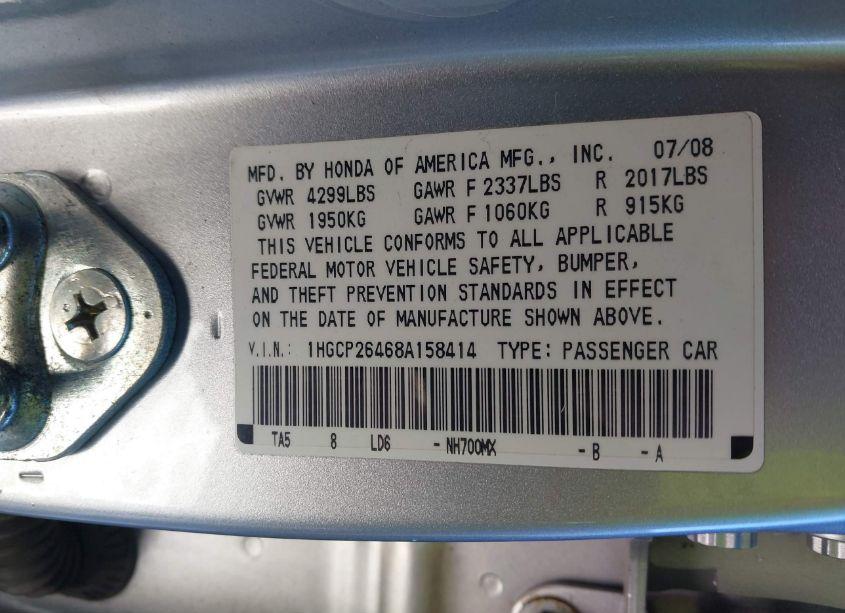 MFD. BY HONDA OF AMERICA MFG., INC. 07/08
GVWR 4299LBS GAWR F 2337LBS R 2017LBS
GVWR 1950KG GAWR F 1060KG R 915KG
THIS VEHICLE CONFORMS TO ALL APPLICABLE
FEDERAL MOTOR VEHICLE SAFETY, BUMPER,
AND THEFT PREVENTION STANDARDS IN EFFECT
ON THE DATE OF MANUFACTURE SHOWN ABOVE.
V.I.N.: 1HGCP26468A158414 TYPE: PASSENGER CAR
TA5 8 LD6 - NH700MX - B - A